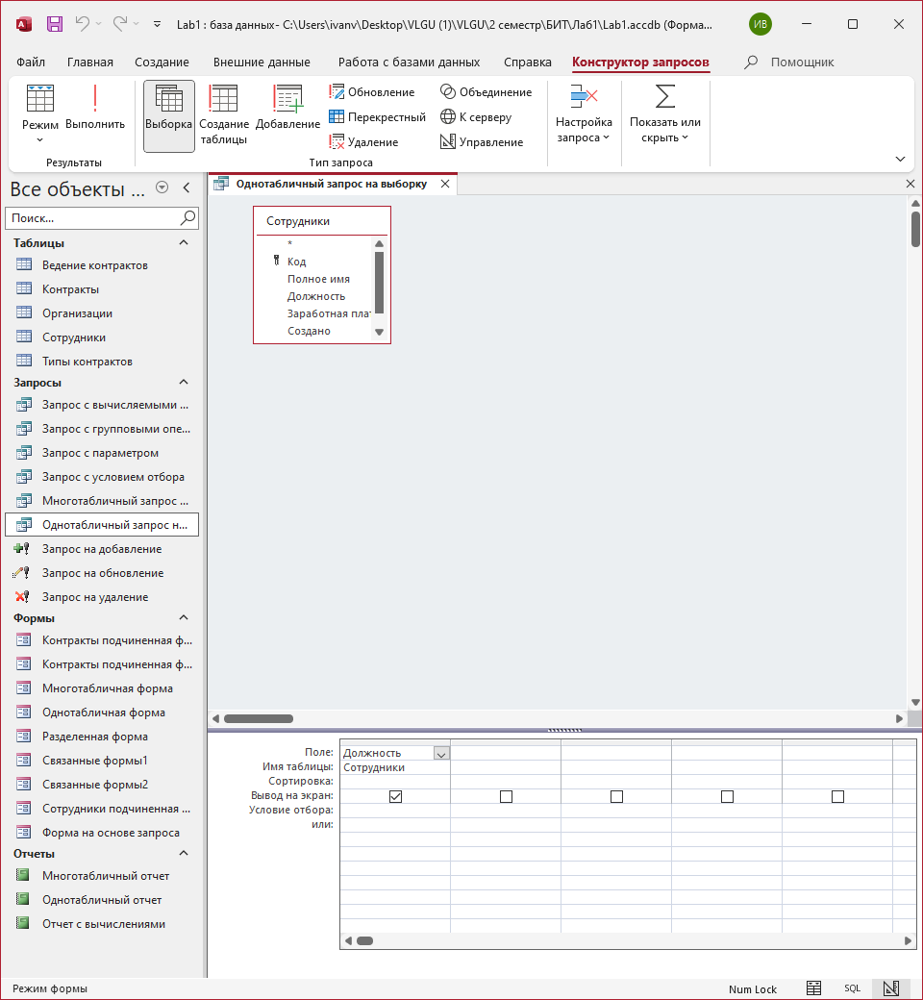 Lab1 : база данных- C:\Users\ivanv\Desktop\VLGU (1)\VLGU\2 семестр\БИТ\Лаб1\Lab1.accdb (Форма...
ИВ
Файл Главная Создание Внешние данные Работа с базами данных Справка Конструктор запросов Помощник
Режим
Выполнить
Результаты
Выборка
Создание таблицы
Добавление
Обновление
Перекрестный
Удаление
Объединение
К серверу
Управление
Тип запроса
Настройка запроса
Показать или скрыть
Все объекты ...
Поиск...
Таблицы
Ведение контрактов
Контракты
Организации
Сотрудники
Типы контрактов
Запросы
Запрос с вычисляемыми ...
Запрос с групповыми опе...
Запрос с параметром
Запрос с условием отбора
Многотабличный запрос ...
Однотабличный запрос н...
Запрос на добавление
Запрос на обновление
Запрос на удаление
Формы
Контракты подчиненная ф...
Контракты подчиненная ф...
Многотабличная форма
Однотабличная форма
Разделенная форма
Связанные формы1
Связанные формы2
Сотрудники подчиненная ...
Форма на основе запроса
Отчеты
Многотабличный отчет
Однотабличный отчет
Отчет с вычислениями
Однотабличный запрос на выборку
Сотрудники
*
Код
Полное имя
Должность
Заработная плат
Создано
Поле: Должность
Имя таблицы: Сотрудники
Сортировка:
Вывод на экран:
Условие отбора:
или:
Режим формы
Num Lock
SQL